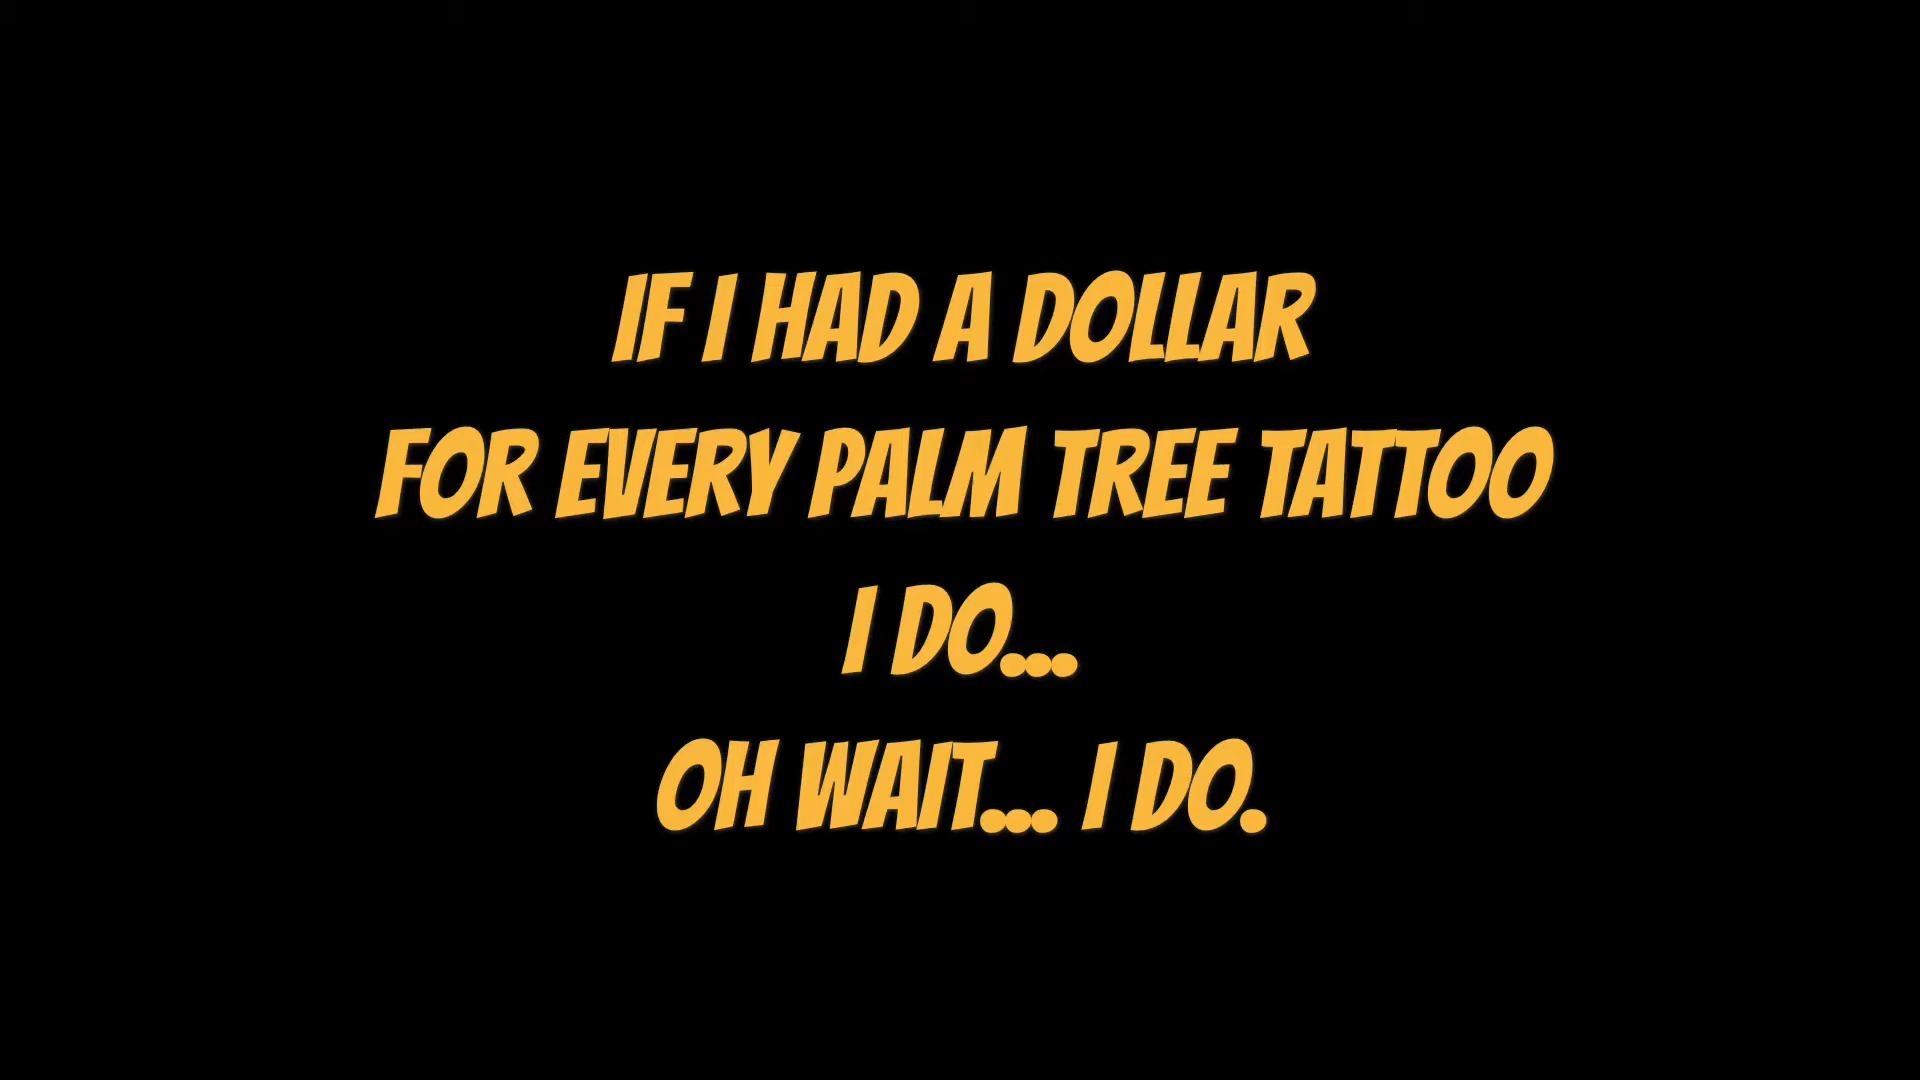 IF I HAD A DOLLAR
FOR EVERY PALM TREE TATTOO
I DO...
OH WAIT... I DO.